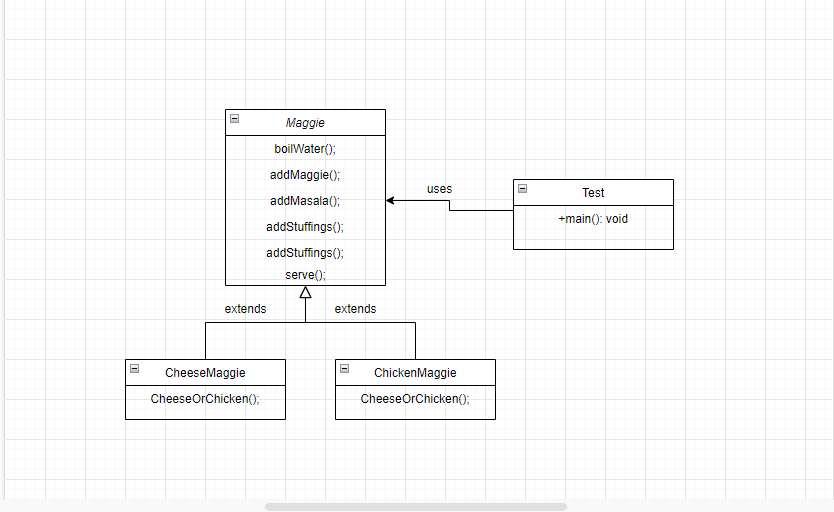 Maggie
boilWater();
addMaggie();
addMasala();
addStuffings();
addStuffings();
serve();
uses
Test
+main(): void
extends
extends
CheeseMaggie
CheeseOrChicken();
ChickenMaggie
CheeseOrChicken();